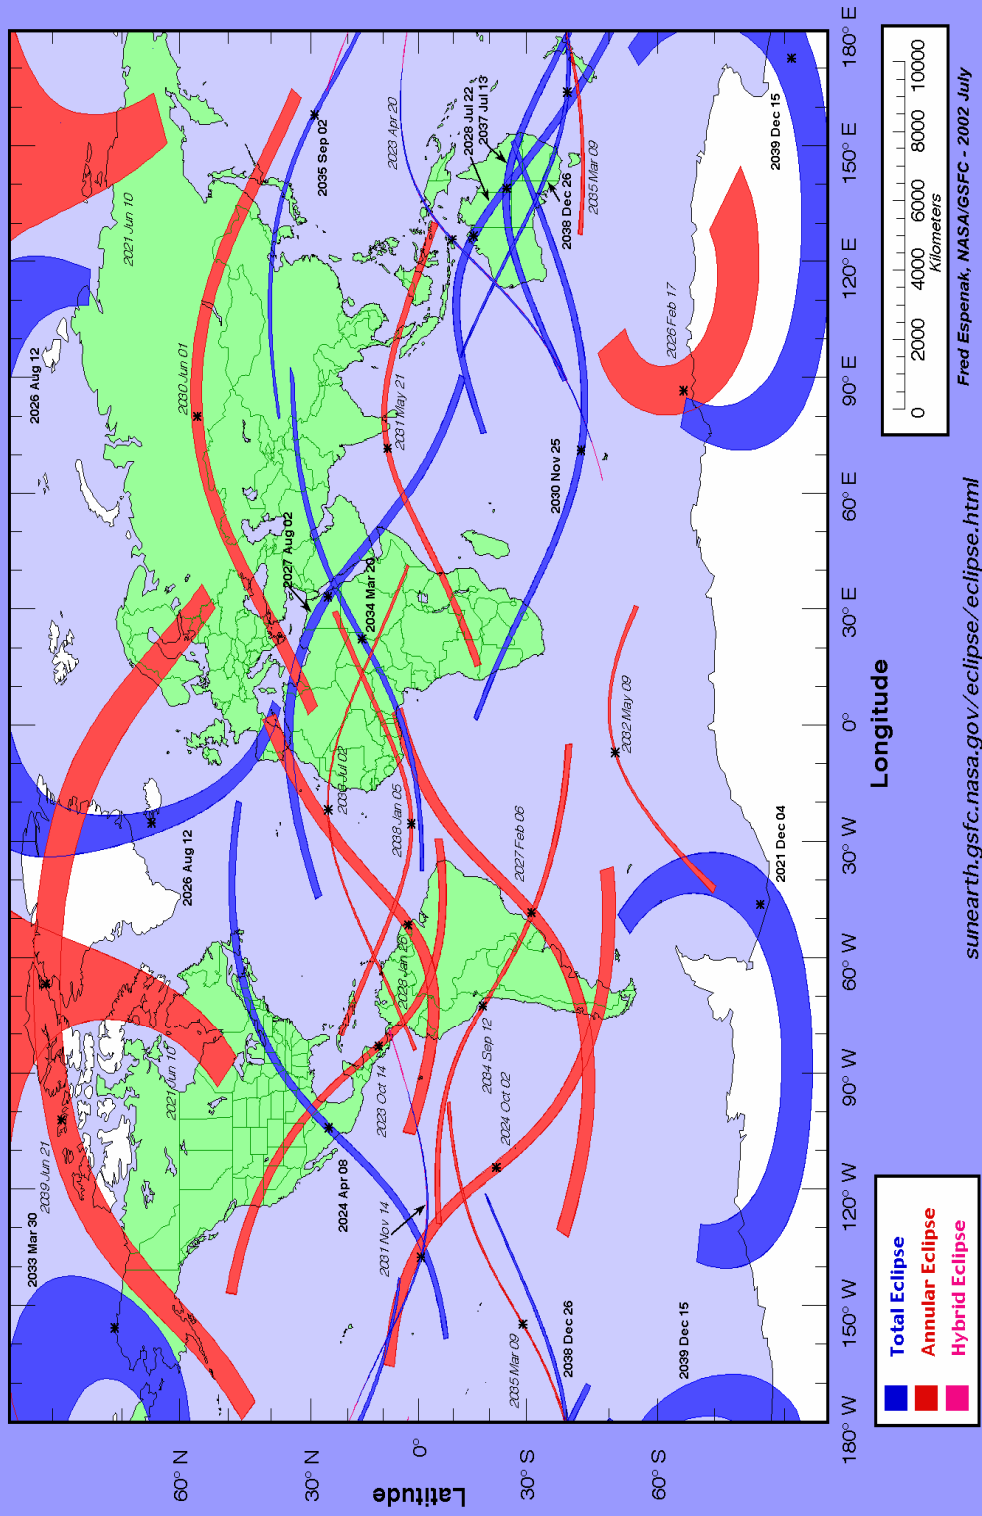 2026 Aug 12
2021 Jun 10
2030 Jun 01
2035 Sep 02
2023 Apr 20
2028 Jul 22
2037 Jul 13
2038 Dec 26
2035 Mar 09
2039 Dec 15
2026 Feb 17
2031 May 21
2030 Nov 25
2027 Aug 02
2034 Mar 20
2032 May 09
2026 Aug 12
2036 Jul 02
2038 Jan 05
2027 Feb 06
2021 Dec 04
2028 Jan 26
2021 Jun 10
2023 Oct 14
2034 Sep 12
2024 Oct 02
2039 Jun 21
2033 Mar 30
2024 Apr 08
2031 Nov 14
2035 Mar 09
2038 Dec 26
2039 Dec 15
60° N
30° N
0°
30° S
60° S
Latitude
180° W
150° W
120° W
90° W
60° W
30° W
0°
30° E
60° E
90° E
120° E
150° E
180° E
Longitude
Total Eclipse
Annular Eclipse
Hybrid Eclipse
sunearth.gsfc.nasa.gov/eclipse/eclipse.html
0 2000 4000 6000 8000 10000
Kilometers
Fred Espenak, NASA/GSFC - 2002 July